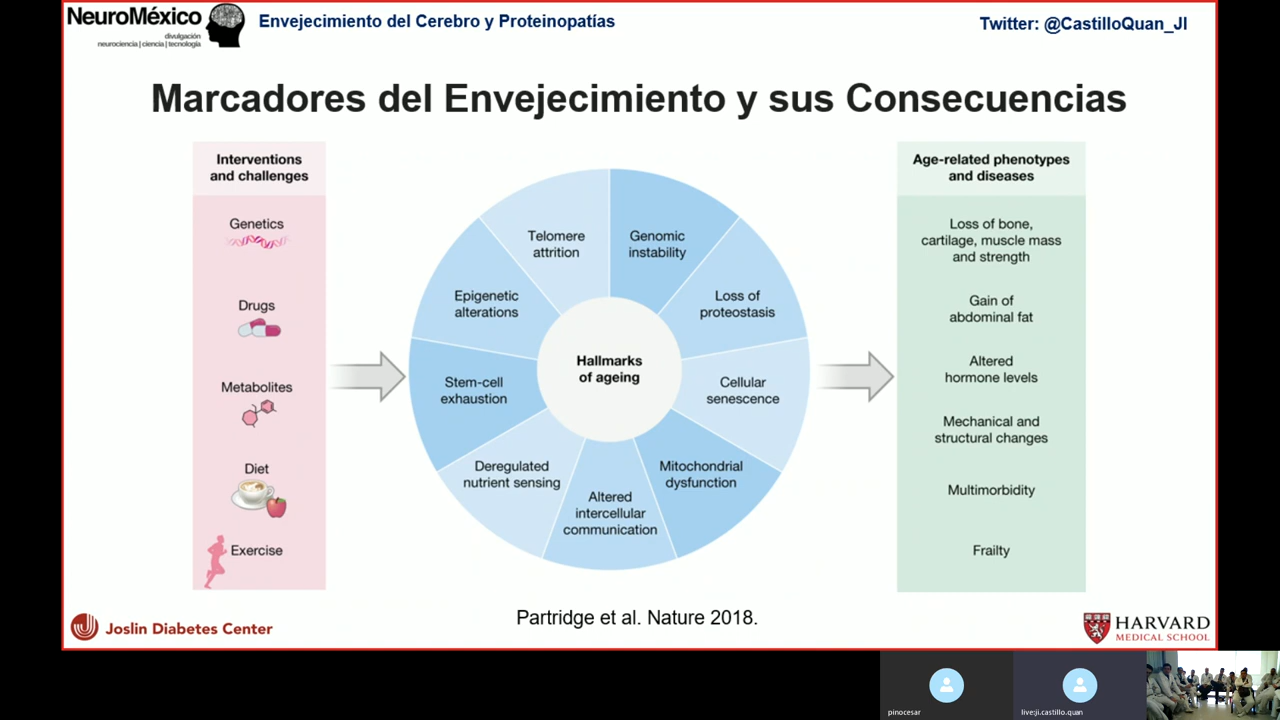 NeuroMéxico
divulgación
neurociencia | ciencia | tecnología
Envejecimiento del Cerebro y Proteinopatías
Twitter: @CastilloQuan_JI
Marcadores del Envejecimiento y sus Consecuencias
Interventions
and challenges
Genetics
Drugs
Metabolites
Diet
Exercise
Telomere
attrition
Genomic
instability
Epigenetic
alterations
Loss of
proteostasis
Hallmarks
of ageing
Stem-cell
exhaustion
Cellular
senescence
Deregulated
nutrient sensing
Mitochondrial
dysfunction
Altered
intercellular
communication
Age-related phenotypes
and diseases
Loss of bone,
cartilage, muscle mass
and strength
Gain of
abdominal fat
Altered
hormone levels
Mechanical and
structural changes
Multimorbidity
Frailty
Partridge et al. Nature 2018.
Joslin Diabetes Center
HARVARD
MEDICAL SCHOOL
pinocesar
live:ji.castillo.quan